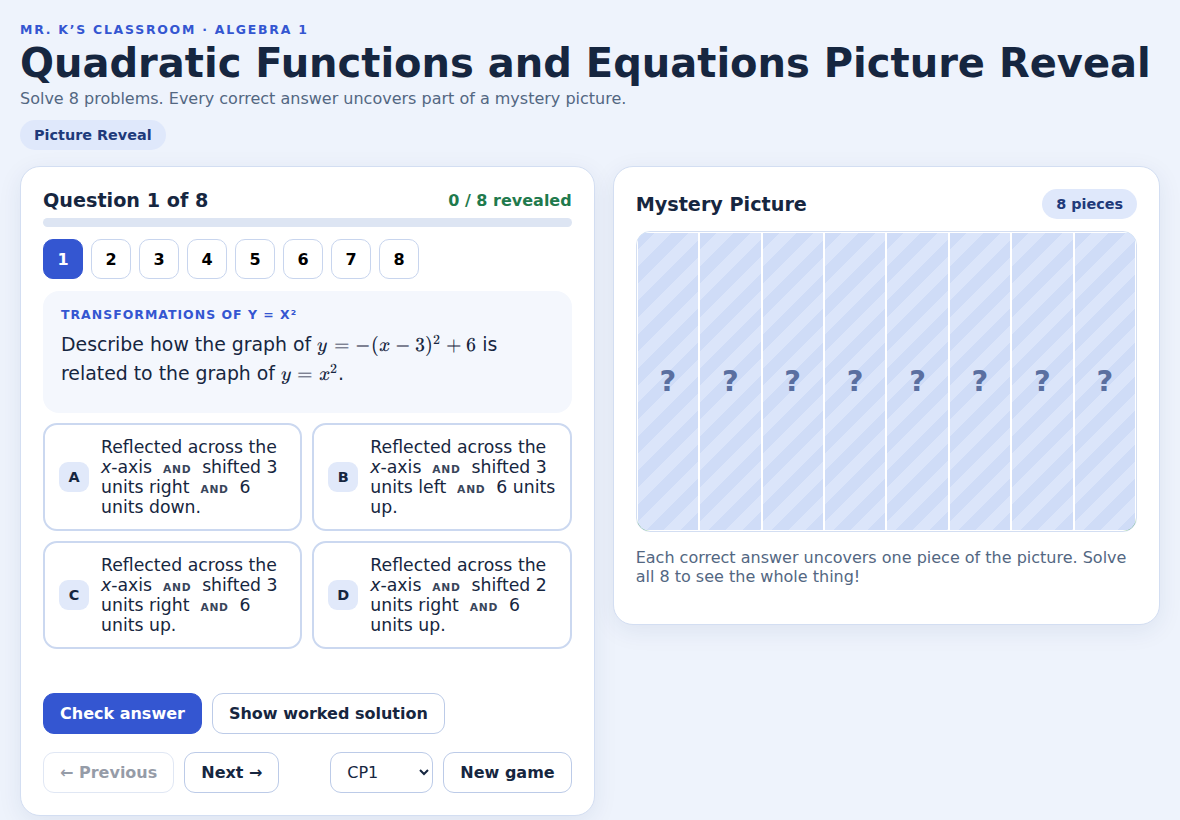 MR. K’S CLASSROOM · ALGEBRA 1
Quadratic Functions and Equations Picture Reveal
Solve 8 problems. Every correct answer uncovers part of a mystery picture.
Picture Reveal
Question 1 of 8
0 / 8 revealed
1 2 3 4 5 6 7 8
TRANSFORMATIONS OF Y = X²
Describe how the graph of y = −(x − 3)² + 6 is
related to the graph of y = x².
A
Reflected across the
x-axis AND shifted 3
units right AND 6
units down.
B
Reflected across the
x-axis AND shifted 3
units left AND 6 units
up.
C
Reflected across the
x-axis AND shifted 3
units right AND 6
units up.
D
Reflected across the
x-axis AND shifted 2
units right AND 6
units up.
Check answer
Show worked solution
← Previous
Next →
CP1
New game
Mystery Picture
8 pieces
? ? ? ? ? ? ? ?
Each correct answer uncovers one piece of the picture. Solve
all 8 to see the whole thing!